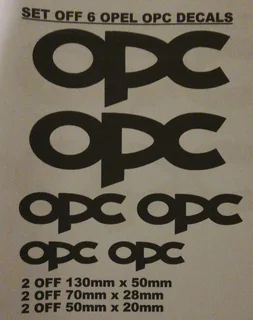 SET OFF 6 OPEL OPC DECALS
OPC
OPC
OPC OPC
OPC OPC
2 OFF 130mm x 50mm
2 OFF 70mm x 28mm
2 OFF 50mm x 20mm